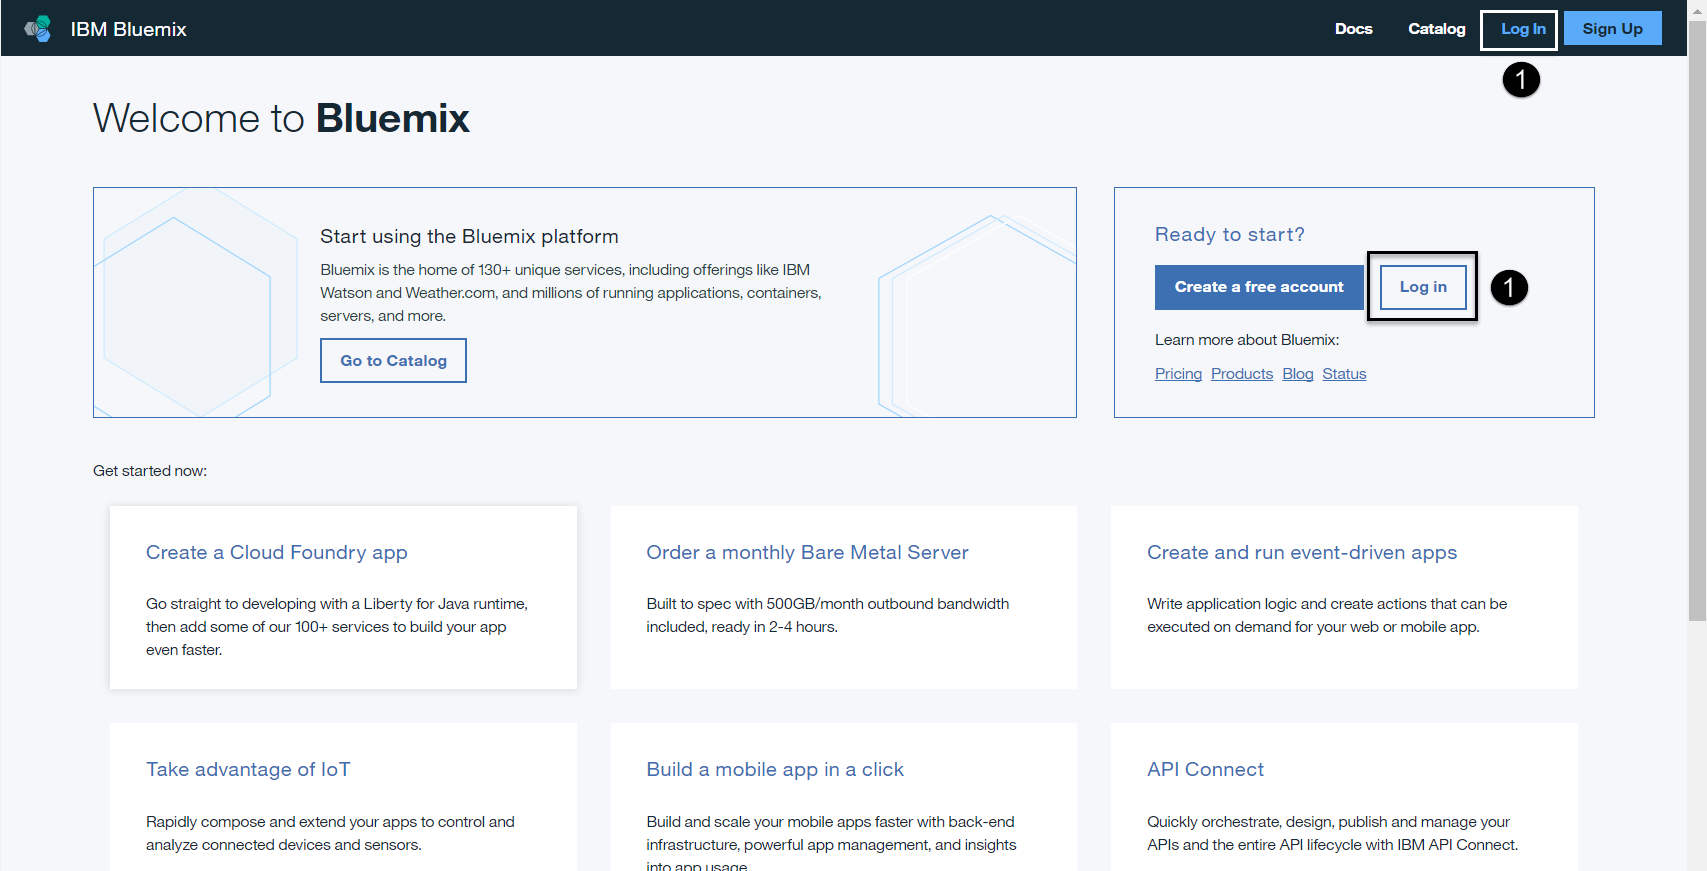 IBM Bluemix
Docs Catalog Log In Sign Up
1
Welcome to Bluemix
Start using the Bluemix platform
Bluemix is the home of 130+ unique services, including offerings like IBM
Watson and Weather.com, and millions of running applications, containers,
servers, and more.
Go to Catalog
Ready to start?
Create a free account Log in 1
Learn more about Bluemix:
Pricing Products Blog Status
Get started now:
Create a Cloud Foundry app
Go straight to developing with a Liberty for Java runtime,
then add some of our 100+ services to build your app
even faster.
Order a monthly Bare Metal Server
Built to spec with 500GB/month outbound bandwidth
included, ready in 2-4 hours.
Create and run event-driven apps
Write application logic and create actions that can be
executed on demand for your web or mobile app.
Take advantage of IoT
Rapidly compose and extend your apps to control and
analyze connected devices and sensors.
Build a mobile app in a click
Build and scale your mobile apps faster with back-end
infrastructure, powerful app management, and insights
into app usage.
API Connect
Quickly orchestrate, design, publish and manage your
APIs and the entire API lifecycle with IBM API Connect.